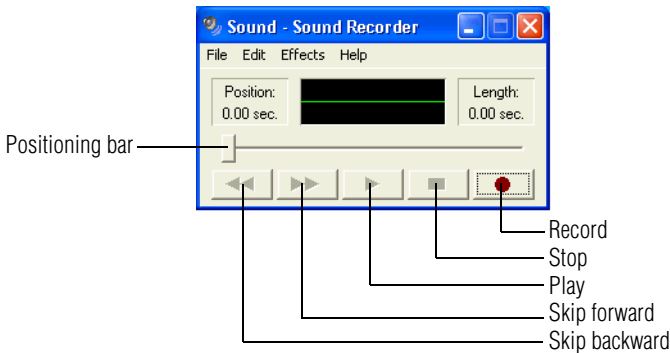 Sound - Sound Recorder
File Edit Effects Help
Position:
0.00 sec.
Length:
0.00 sec.
Positioning bar
Record
Stop
Play
Skip forward
Skip backward